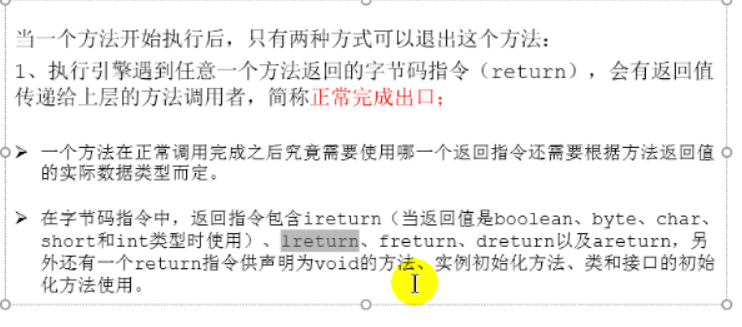 当一个方法开始执行后，只有两种方式可以退出这个方法：
1、执行引擎遇到任意一个方法返回的字节码指令（return），会有返回值
传递给上层的方法调用者，简称正常完成出口；
➢ 一个方法在正常调用完成之后究竟需要使用哪一个返回指令还需要根据方法返回值
的实际数据类型而定。
➢ 在字节码指令中，返回指令包含ireturn（当返回值是boolean、byte、char、
short和int类型时使用）、lreturn、freturn、dreturn以及areturn，另
外还有一个return指令供声明为void的方法、实例初始化方法、类和接口的初始
化方法使用。